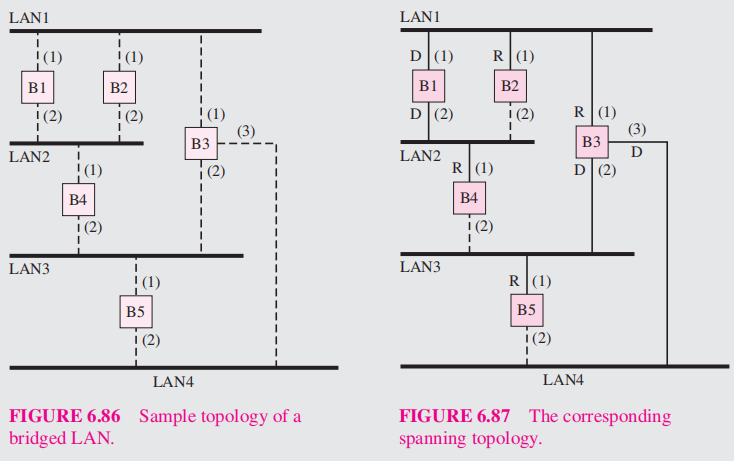 LAN1
(1)
(1)
B1
B2
(2)
(2)
(1)
(3)
B3
LAN2
(2)
(1)
B4
(2)
LAN3
(1)
B5
(2)
LAN4
FIGURE 6.86 Sample topology of a
bridged LAN.
LAN1
D (1)
R (1)
B1
B2
D (2)
(2)
R (1)
(3)
B3
D
LAN2
D (2)
R (1)
B4
(2)
LAN3
R (1)
B5
(2)
LAN4
FIGURE 6.87 The corresponding
spanning topology.